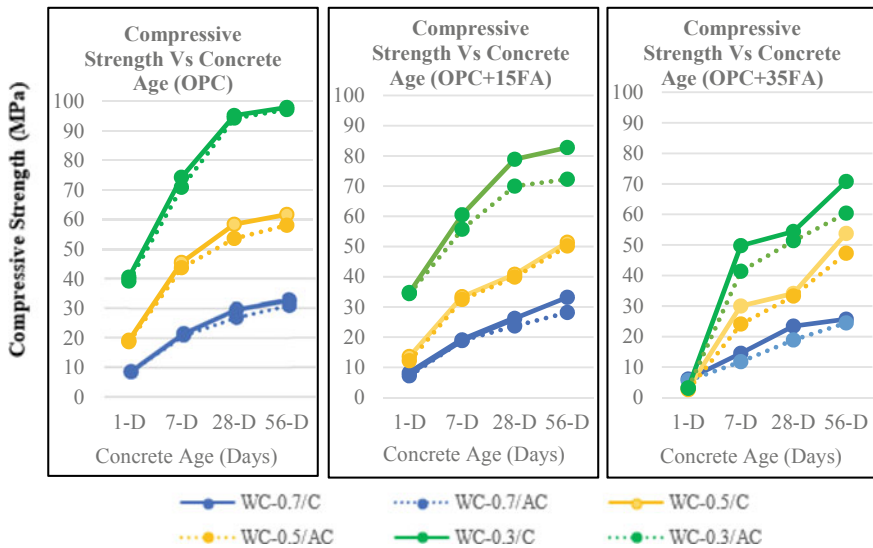 Compressive Strength (MPa)
Compressive
Strength Vs Concrete
Age (OPC)
100
90
80
70
60
50
40
30
20
10
0
1-D 7-D 28-D 56-D
Concrete Age (Days)
Compressive
Strength Vs Concrete
Age (OPC+15FA)
100
90
80
70
60
50
40
30
20
10
0
1-D 7-D 28-D 56-D
Concrete Age (Days)
Compressive
Strength Vs Concrete
Age (OPC+35FA)
100
90
80
70
60
50
40
30
20
10
0
1-D 7-D 28-D 56-D
Concrete Age (Days)
WC-0.7/C WC-0.7/AC WC-0.5/C
WC-0.5/AC WC-0.3/C WC-0.3/AC